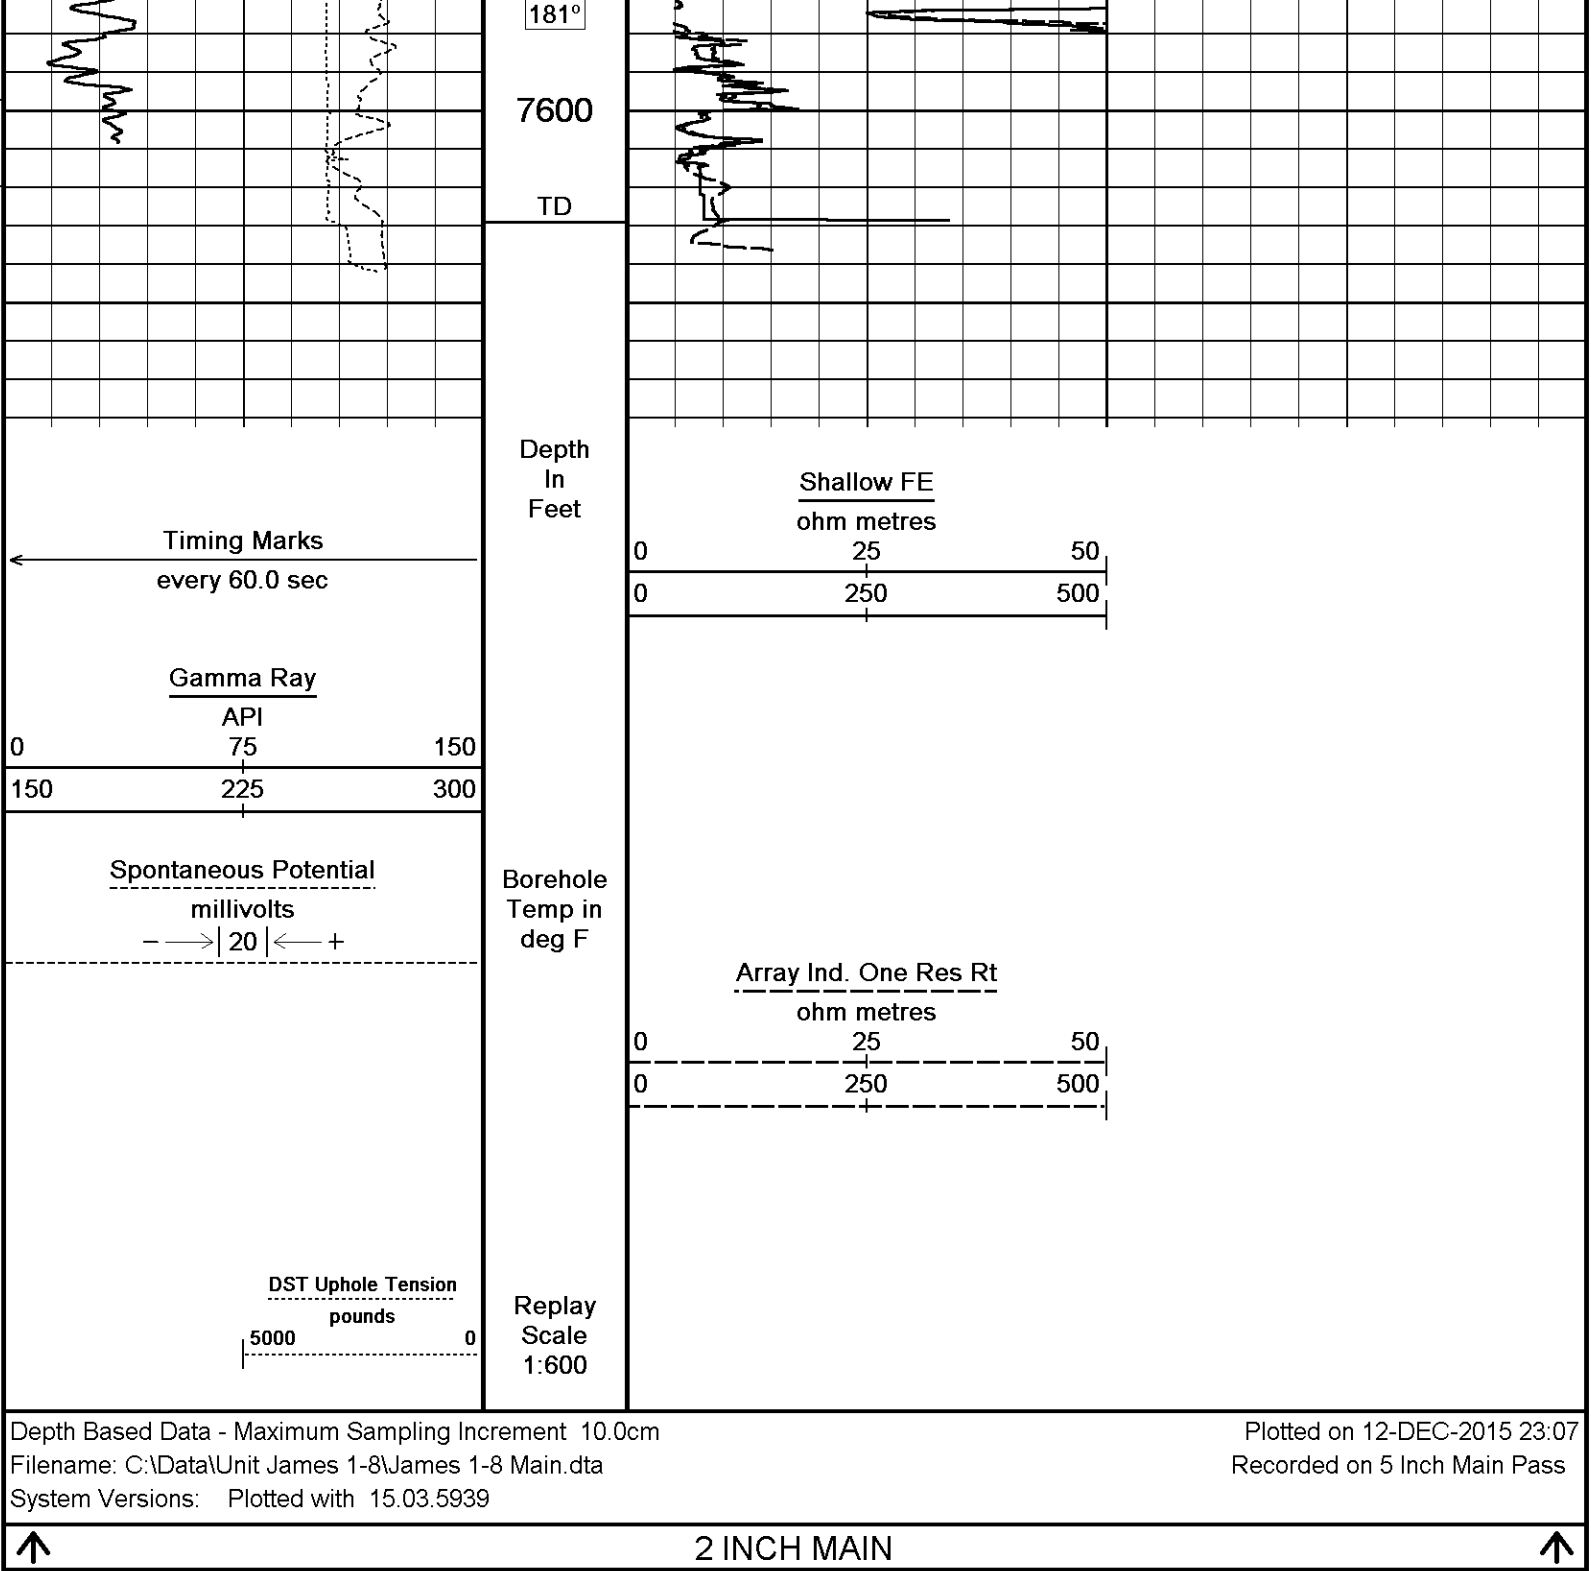 181°
7600
TD
Depth
In
Feet
Timing Marks
every 60.0 sec
Gamma Ray
API
0 75 150
150 225 300
Spontaneous Potential
millivolts
− → | 20 | ← +
DST Uphole Tension
pounds
5000 0
Borehole
Temp in
deg F
Replay
Scale
1:600
Shallow FE
ohm metres
0 25 50
0 250 500
Array Ind. One Res Rt
ohm metres
0 25 50
0 250 500
Depth Based Data - Maximum Sampling Increment 10.0cm
Plotted on 12-DEC-2015 23:07
Filename: C:\Data\Unit James 1-8\James 1-8 Main.dta
Recorded on 5 Inch Main Pass
System Versions: Plotted with 15.03.5939
↑ 2 INCH MAIN ↑